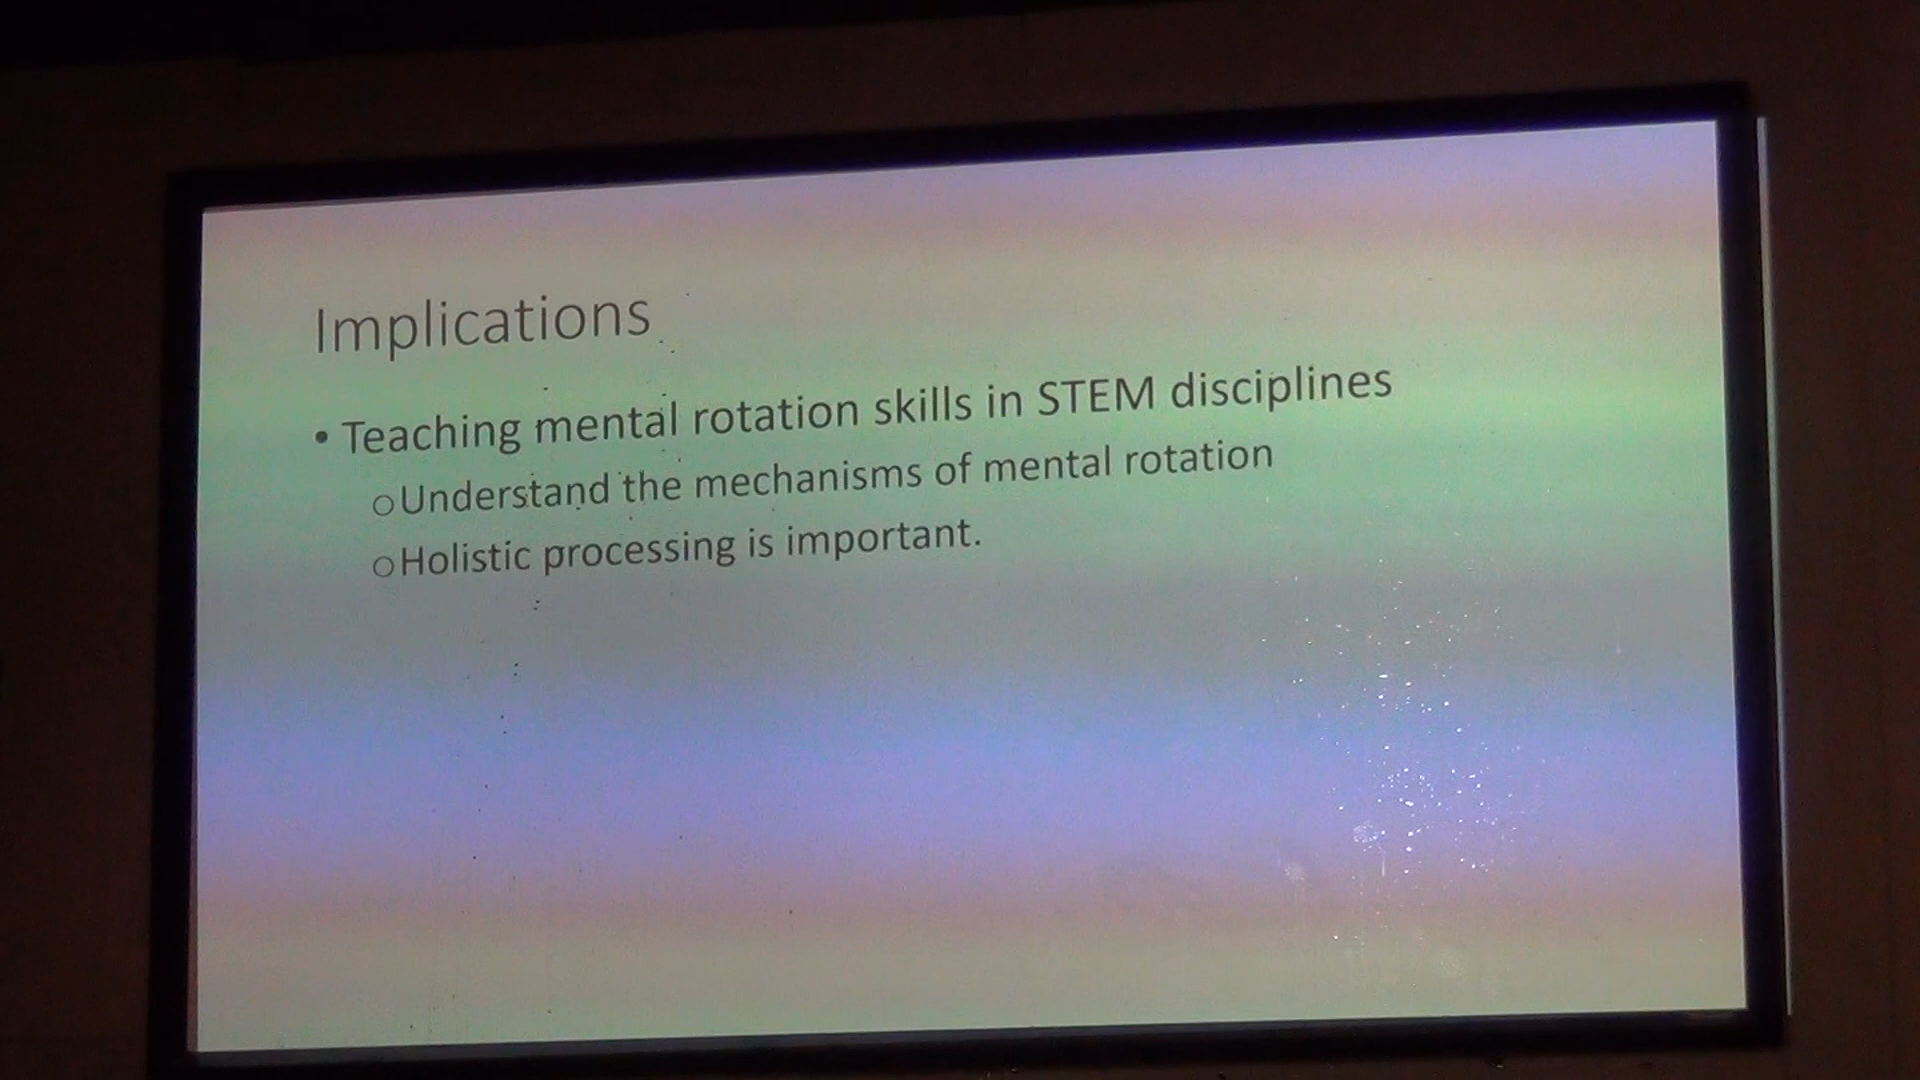 Implications
• Teaching mental rotation skills in STEM disciplines
o Understand the mechanisms of mental rotation
o Holistic processing is important.